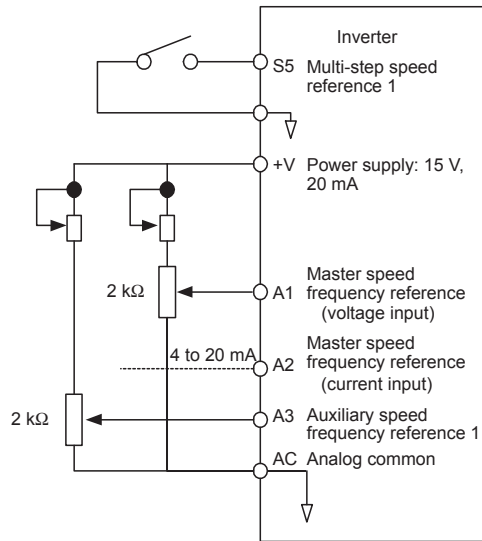 Inverter
S5 Multi-step speed
reference 1
+V Power supply: 15 V,
20 mA
2 kΩ
A1 Master speed
frequency reference
(voltage input)
4 to 20 mA
A2 Master speed
frequency reference
(current input)
2 kΩ
A3 Auxiliary speed
frequency reference 1
AC Analog common